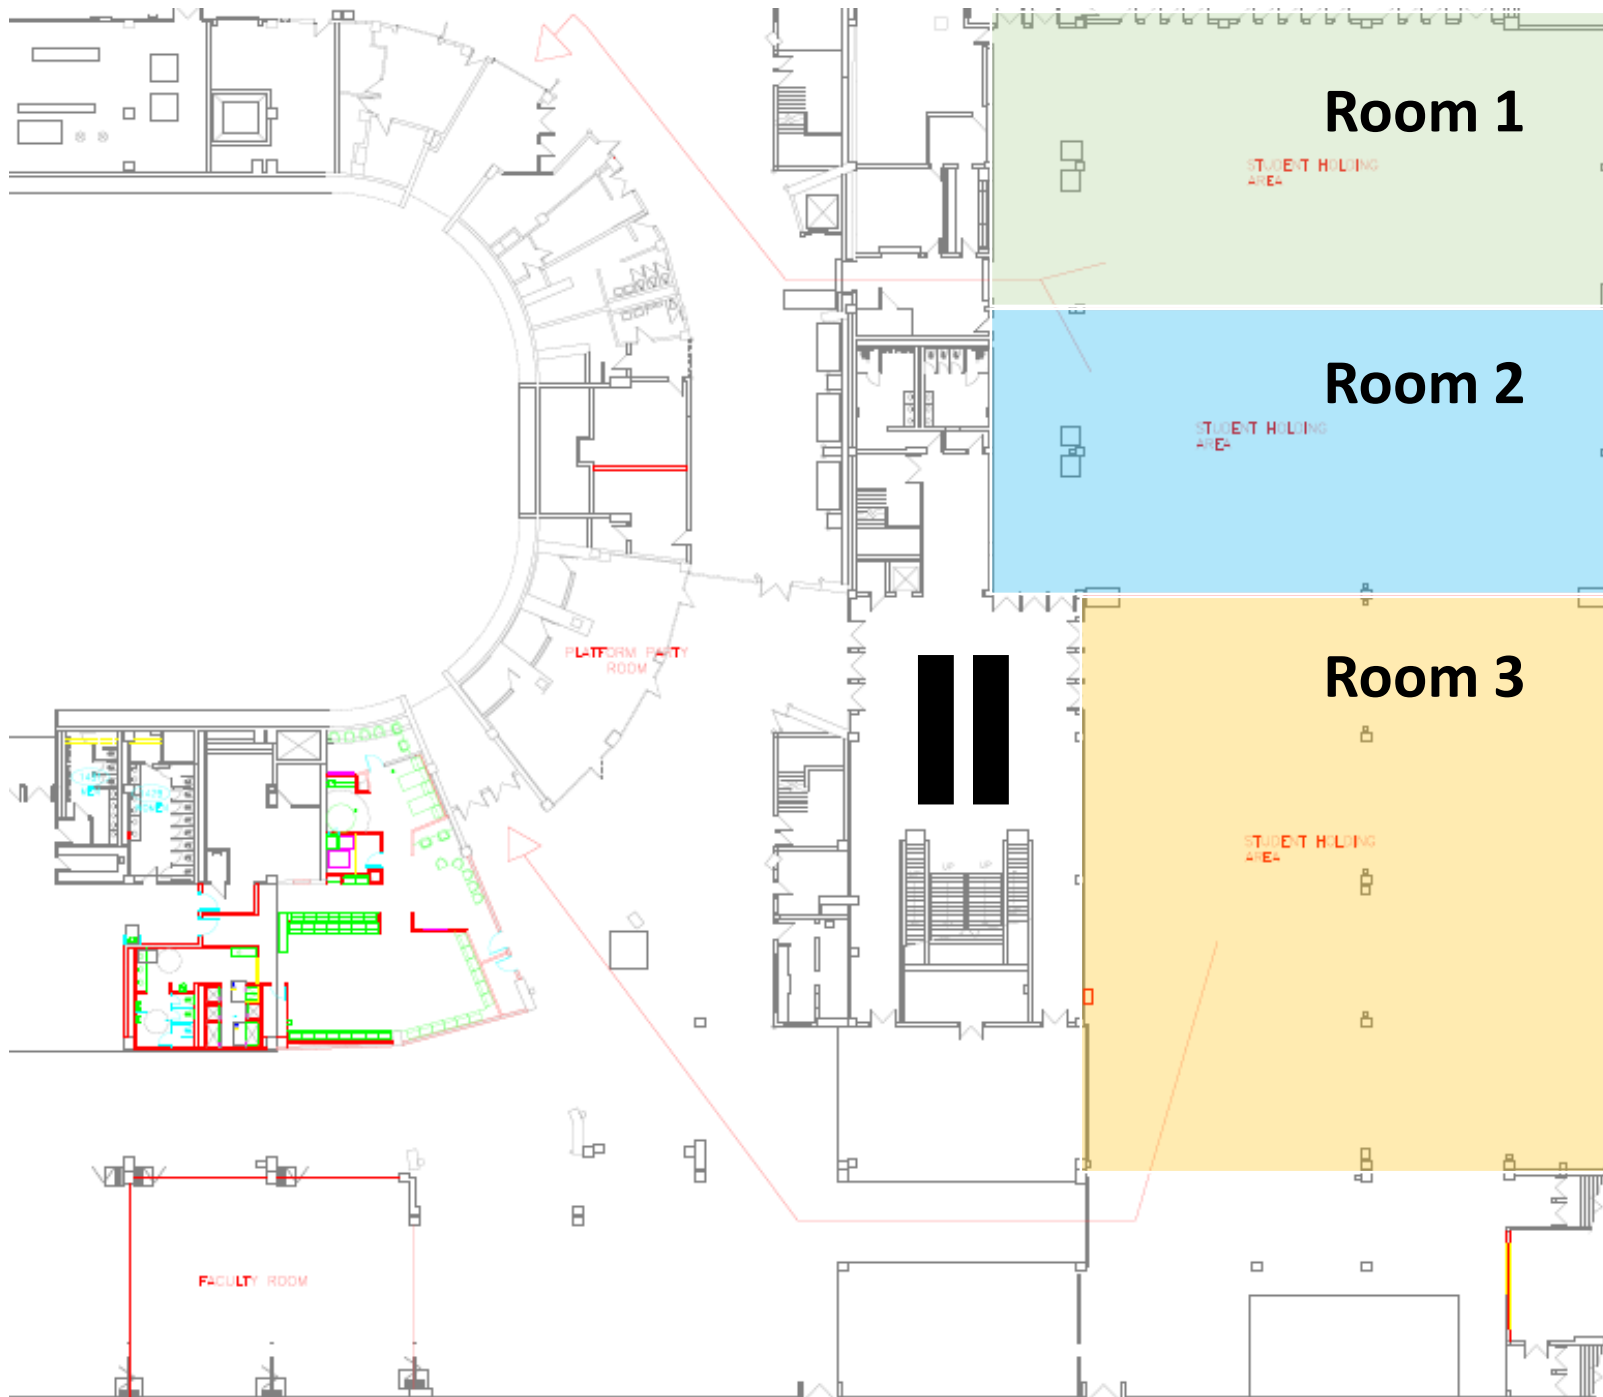 Room 1
STUDENT HOLDING
AREA
Room 2
STUDENT HOLDING
AREA
PLATFORM PARTY
ROOM
Room 3
STUDENT HOLDING
AREA
UP UP
FACULTY ROOM